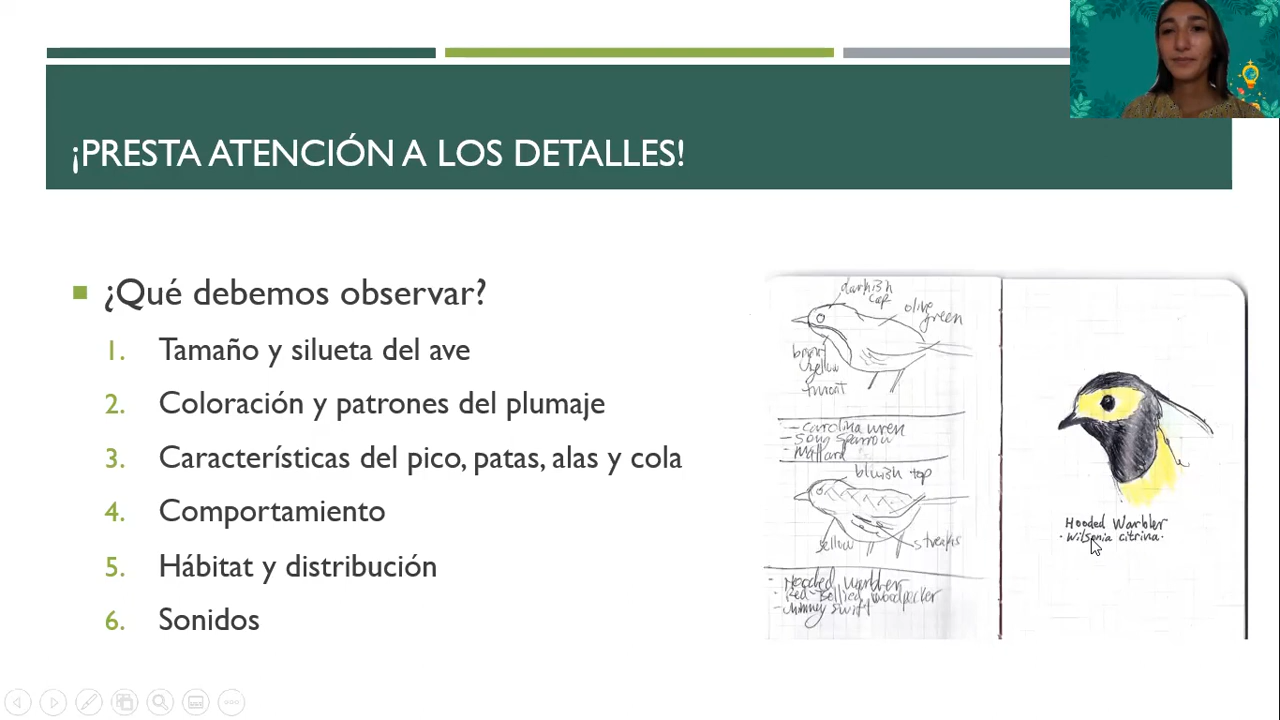 ¡PRESTA ATENCIÓN A LOS DETALLES!
¿Qué debemos observar?
1. Tamaño y silueta del ave
2. Coloración y patrones del plumaje
3. Características del pico, patas, alas y cola
4. Comportamiento
5. Hábitat y distribución
6. Sonidos
darkish
cap
olive
green
yellow
throat
- Carolina wren
- Song Sparrow
- Mallard
bluish top
yellow
streaks
- Hooded Warbler
- Red-Bellied Woodpecker
- Chimney swift
Hooded Warbler
· Wilsonia citrina ·